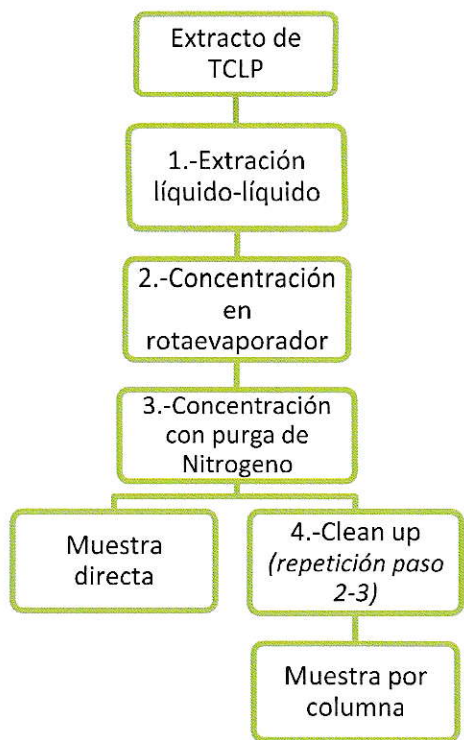 Extracto de
TCLP
1.-Extración
líquido-líquido
2.-Concentración
en
rotaevaporador
3.-Concentración
con purga de
Nitrogeno
Muestra
directa
4.-Clean up
(repetición paso
2-3)
Muestra por
columna